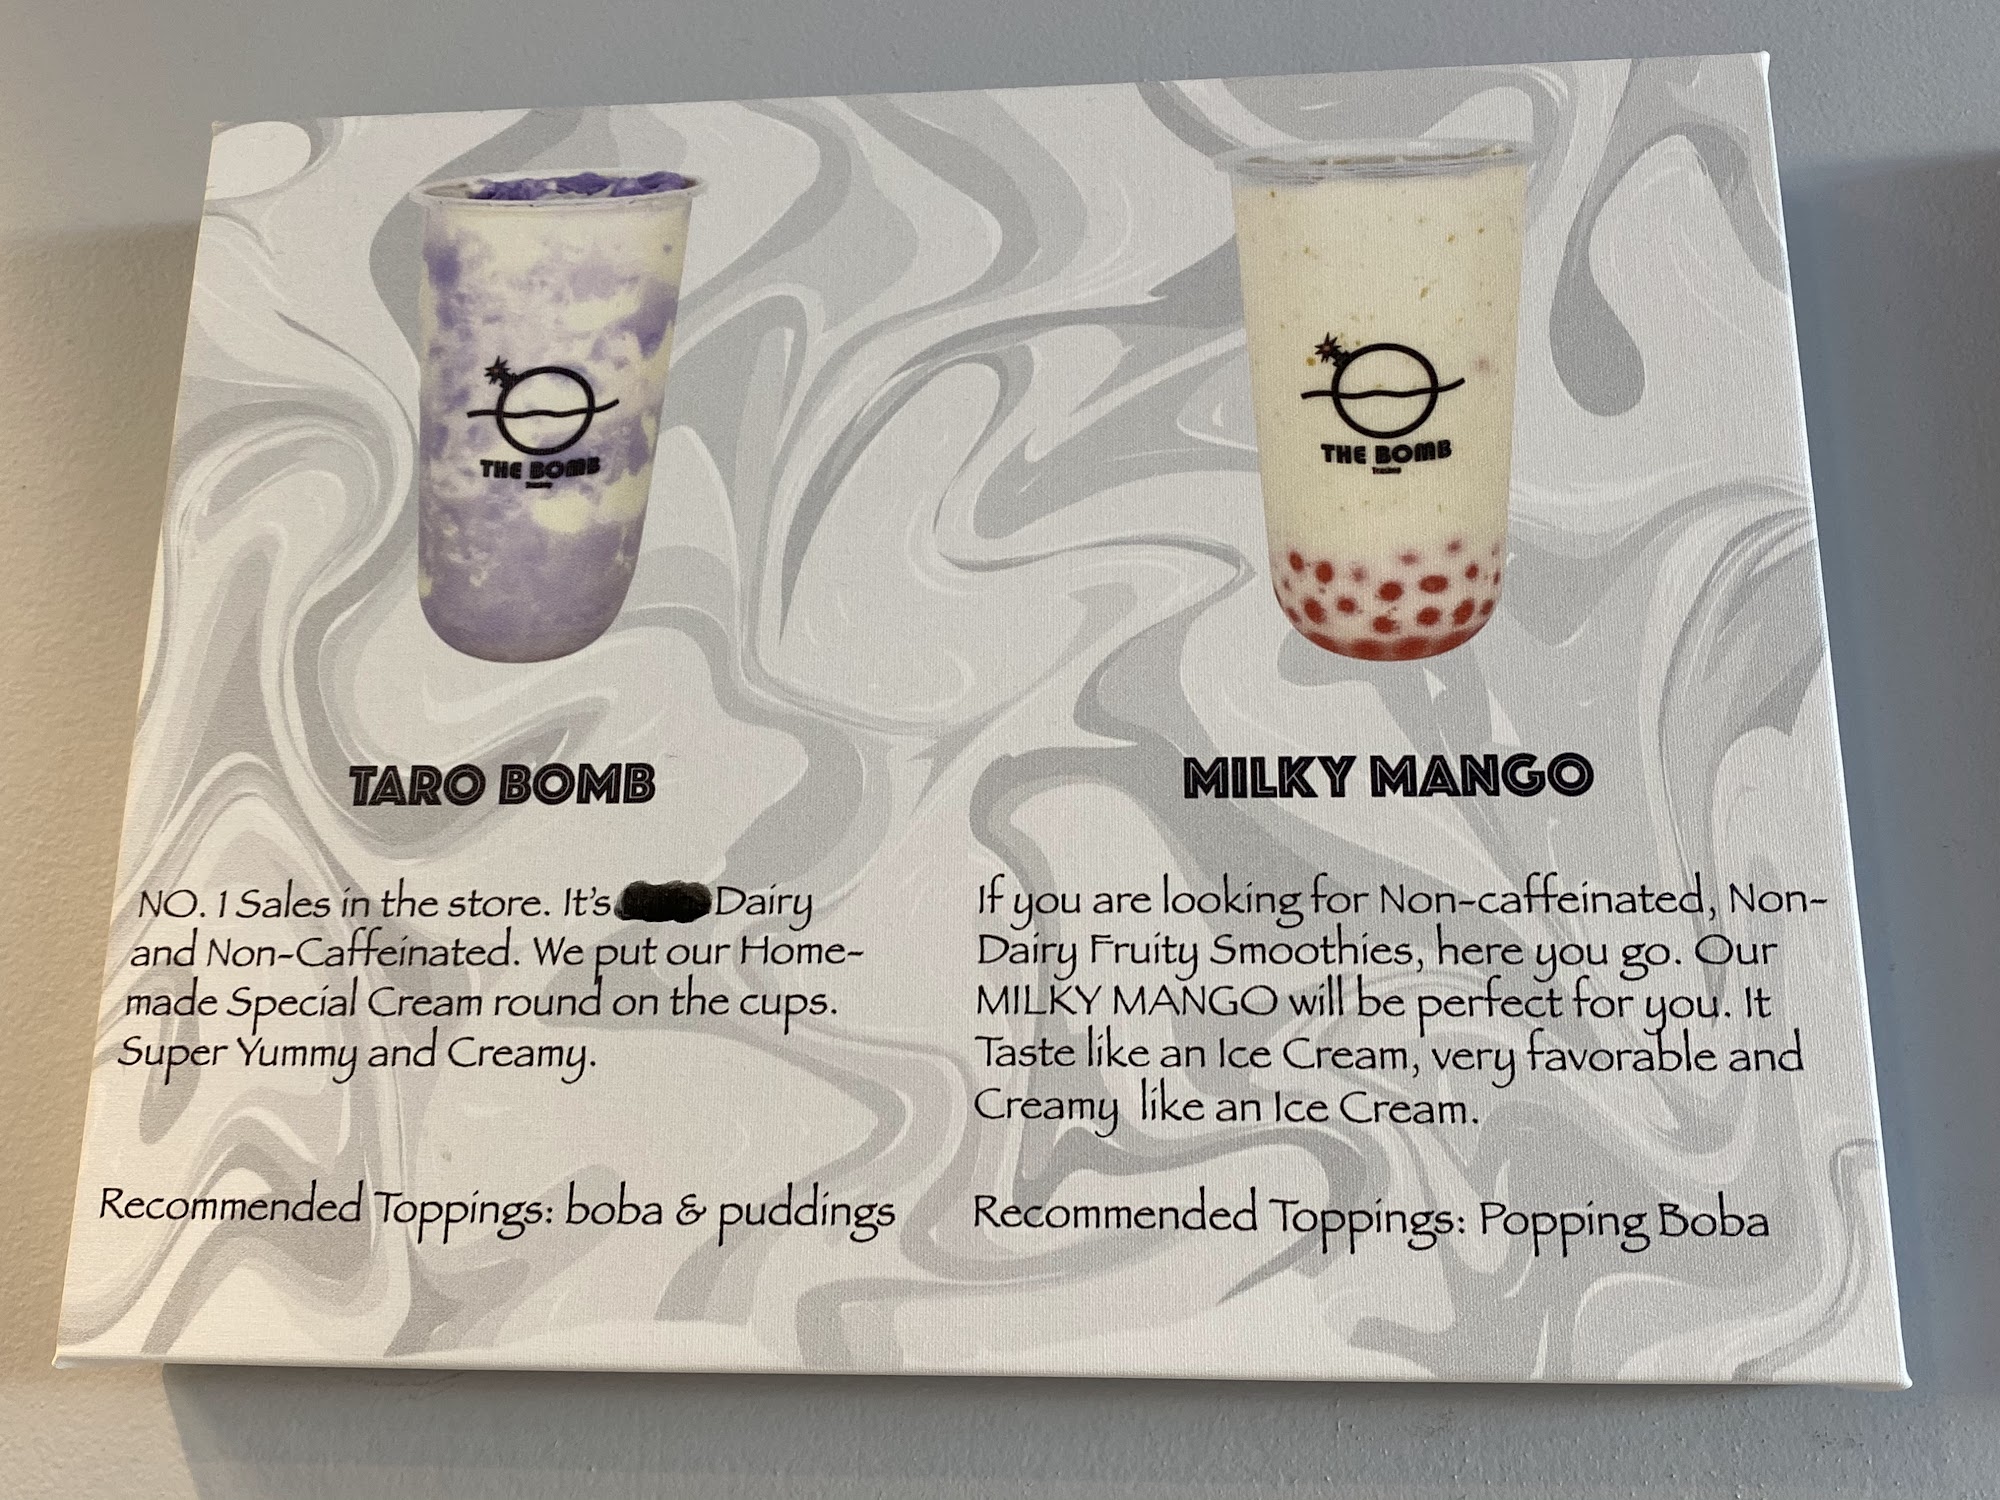 THE BOMB
THE BOMB
TARO BOMB
NO. 1 Sales in the store. It's Dairy
and Non-Caffeinated. We put our Home-
made Special Cream round on the cups.
Super Yummy and Creamy.
Recommended Toppings: boba & puddings
MILKY MANGO
If you are looking for Non-caffeinated, Non-
Dairy Fruity Smoothies, here you go. Our
MILKY MANGO will be perfect for you. It
Taste like an Ice Cream, very favorable and
Creamy like an Ice Cream.
Recommended Toppings: Popping Boba